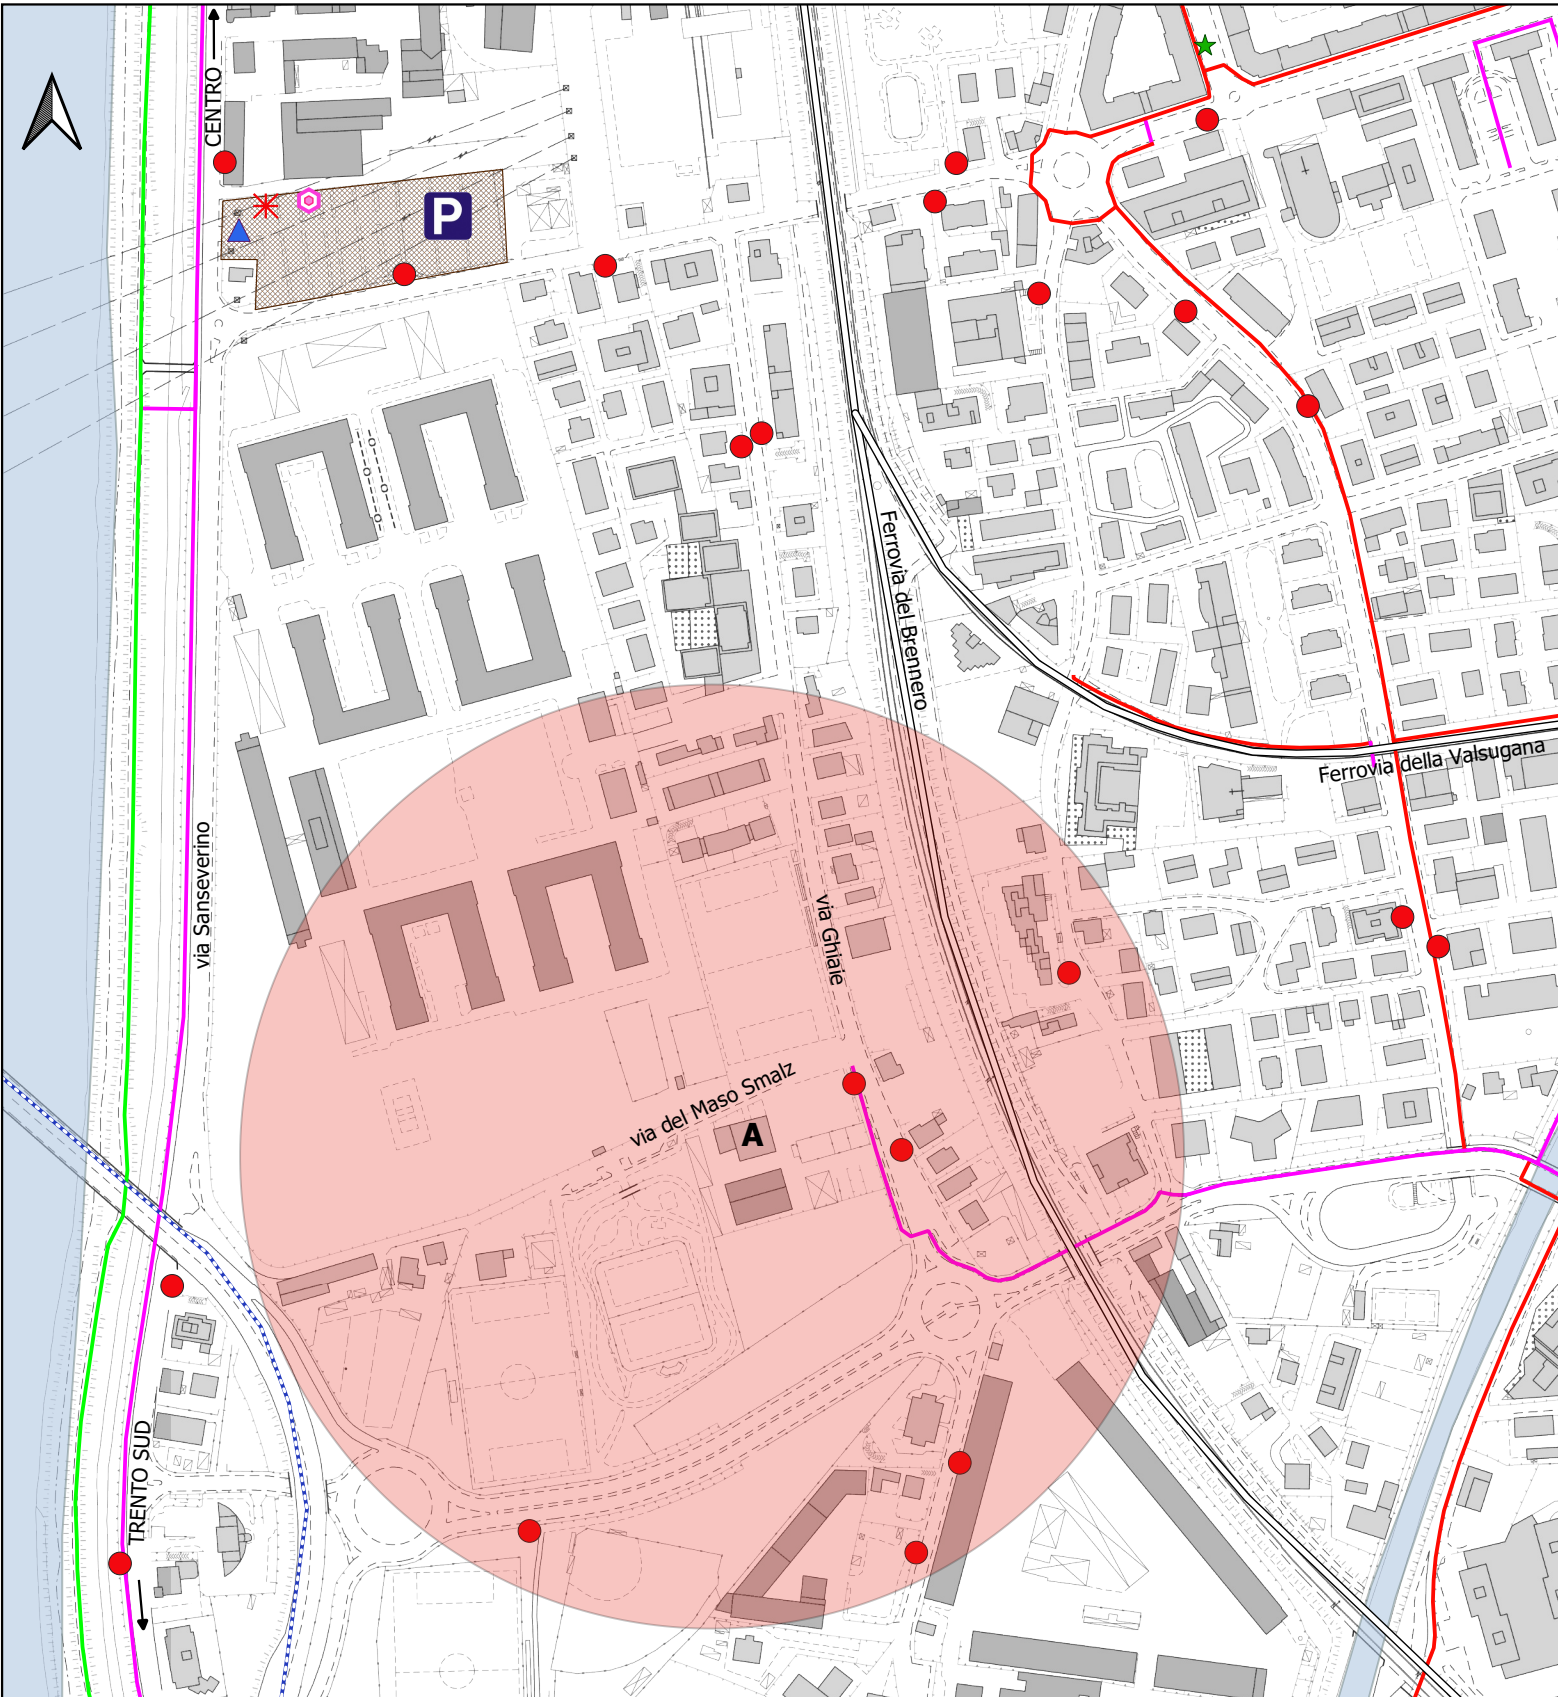 CENTRO
P
Ferrovia del Brennero
Ferrovia della Valsugana
via Sanseverino
via Ghiaie
via del Maso Smalz
A
TRENTO SUD